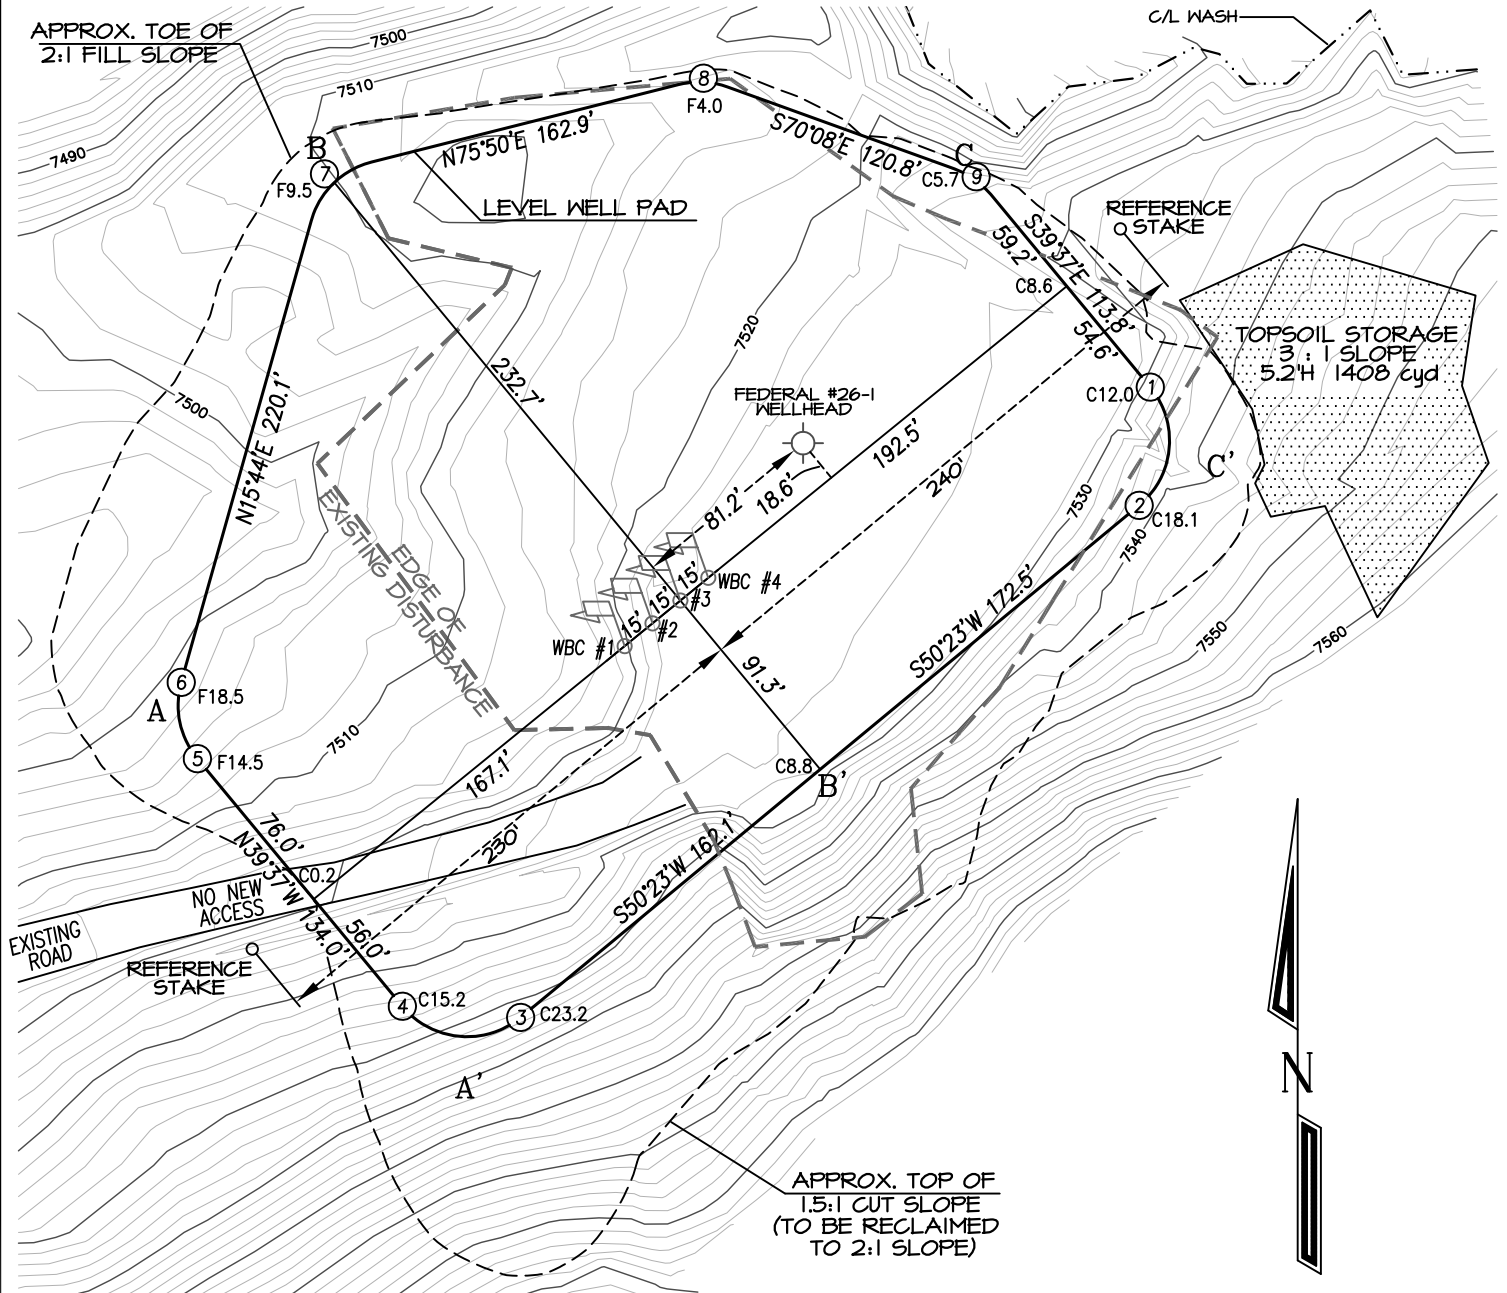 APPROX. TOE OF
2:1 FILL SLOPE
7500
7510
7490
C/L WASH
8
F4.0
B
7
F9.5
N75°50'E 162.9'
S70°08'E 120.8'
C
C5.7
9
LEVEL WELL PAD
REFERENCE
STAKE
S39°37'E 113.8'
59.2'
C8.6
54.6'
TOPSOIL STORAGE
3 : 1 SLOPE
5.2'H 1408 cyd
7520
7500
232.7'
FEDERAL #26-1
WELLHEAD
C12.0
1
N15°44'E 220.1'
192.5'
240'
C'
81.2'
18.6'
7530
2
C18.1
7540
EDGE OF
EXISTING DISTURBANCE
15'
WBC #4
15'
#3
15'
#2
WBC #1
S50°23'W 172.5'
7550
7560
91.3'
6
F18.5
A
7510
5
F14.5
167.1'
C8.8
B'
76.0'
N39°37'W 134.0'
230'
S50°23'W 162.1'
C0.2
NO NEW
ACCESS
EXISTING
ROAD
56.0'
REFERENCE
STAKE
4
C15.2
3
C23.2
A'
N
APPROX. TOP OF
1.5:1 CUT SLOPE
(TO BE RECLAIMED
TO 2:1 SLOPE)